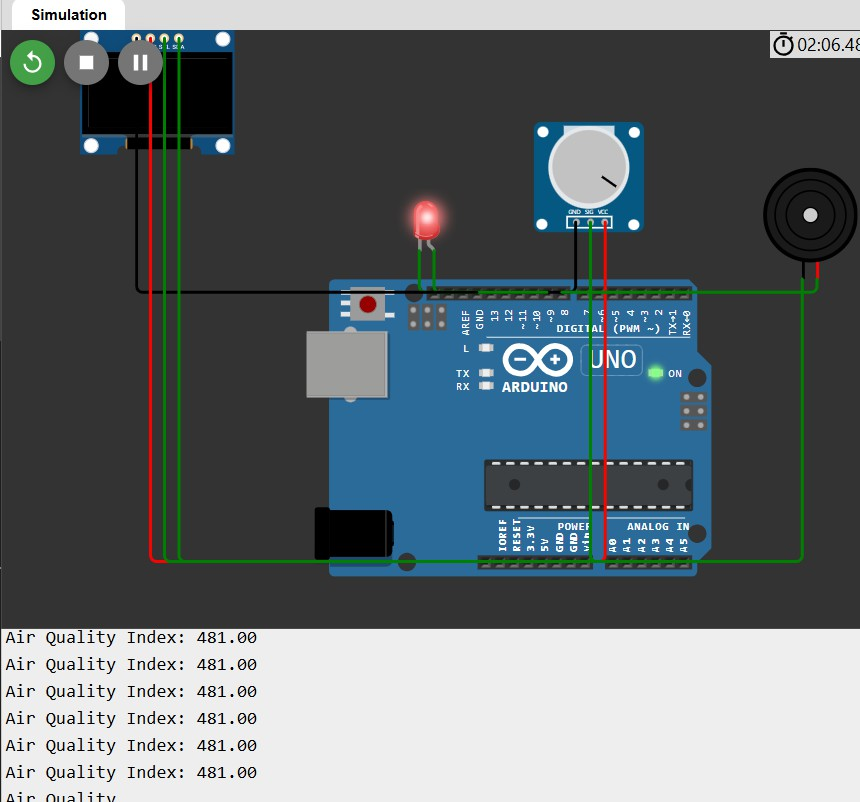 Simulation
02:06.48
GND SIG VCC
AREF
GND
13
12
~11
~10
~9
8
7
~6
~5
4
~3
2
TX→1
RX←0
DIGITAL (PWM ~)
L
TX
RX
UNO
ON
ARDUINO
POWER
ANALOG IN
IOREF
RESET
3.3V
5V
GND
GND
Vin
A0
A1
A2
A3
A4
A5
Air Quality Index: 481.00
Air Quality Index: 481.00
Air Quality Index: 481.00
Air Quality Index: 481.00
Air Quality Index: 481.00
Air Quality Index: 481.00
Air Quality